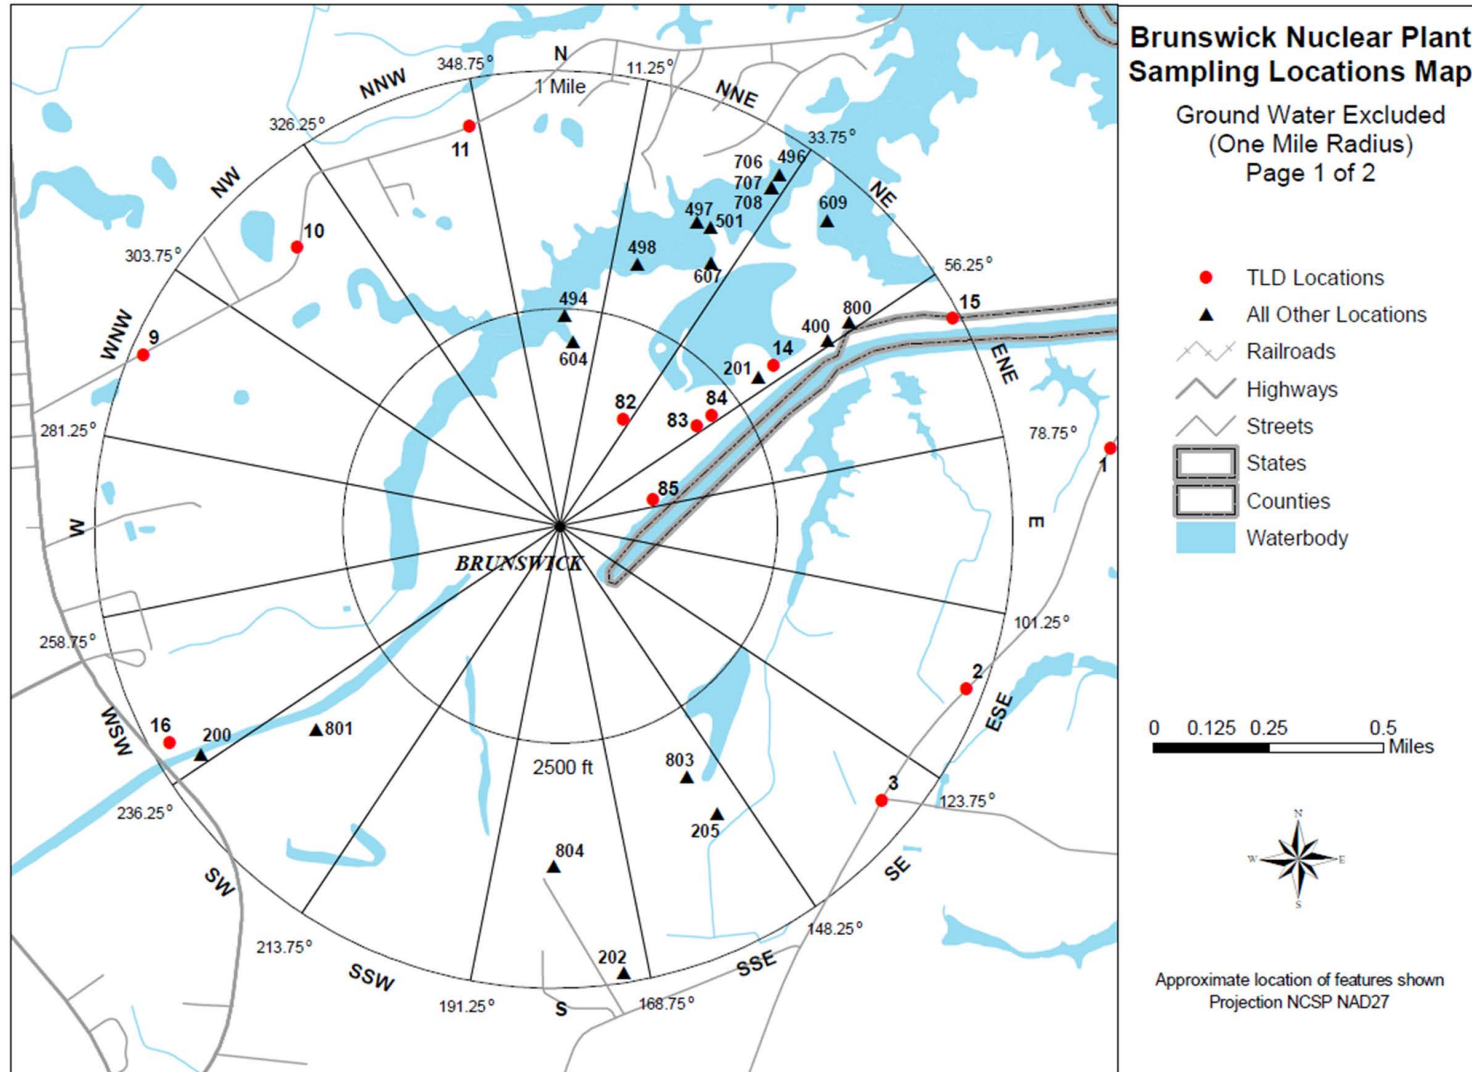 Brunswick Nuclear Plant
Sampling Locations Map
Ground Water Excluded
(One Mile Radius)
Page 1 of 2
TLD Locations
All Other Locations
Railroads
Highways
Streets
States
Counties
Waterbody
0 0.125 0.25 0.5
Miles
N
W E
S
Approximate location of features shown
Projection NCSP NAD27
N
1 Mile
348.75°
11.25°
NNW
NNE
326.25°
33.75°
11
706 496
707
708
NW
NE
497
501
609
10
498
607
303.75°
56.25°
494
800
15
400
WNW
604
14
9
201
ENE
82
84
83
281.25°
78.75°
1
85
W
E
BRUNSWICK
258.75°
101.25°
2
WSW
16
200
801
ESE
2500 ft
803
3
236.25°
123.75°
205
804
SW
SE
213.75°
148.25°
202
SSW
SSE
191.25°
S
168.75°